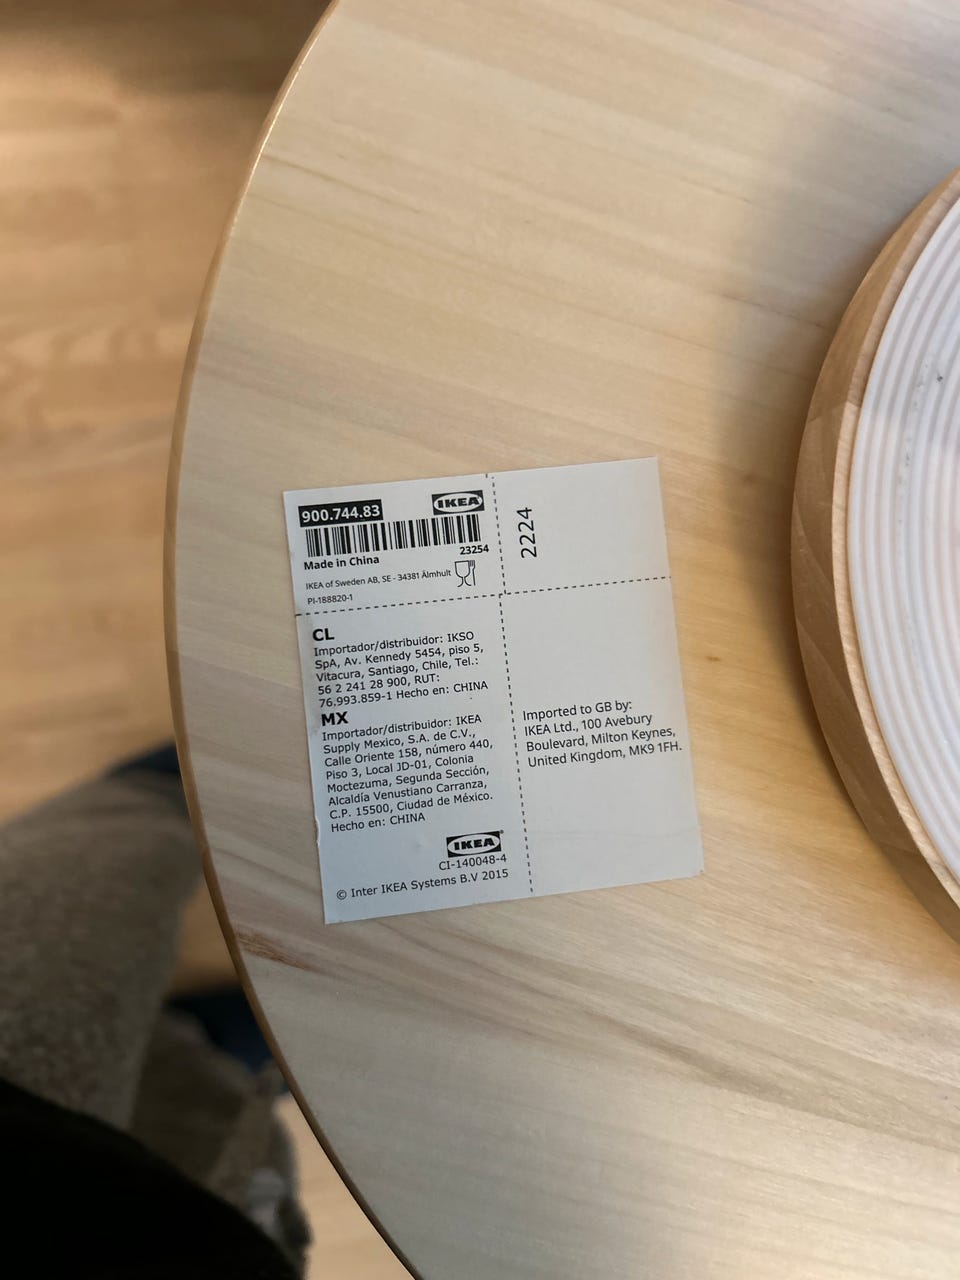 900.744.83
IKEA
Made in China
23254
IKEA of Sweden AB, SE - 34381 Älmhult
PI-188820-1
2224
CL
Importador/distribuidor: IKSO
SpA, Av. Kennedy 5454, piso 5,
Vitacura, Santiago, Chile, Tel.:
56 2 241 28 900, RUT:
76.993.859-1 Hecho en: CHINA
MX
Importador/distribuidor: IKEA
Supply Mexico, S.A. de C.V.,
Calle Oriente 158, número 440,
Piso 3, Local JD-01, Colonia
Moctezuma, Segunda Sección,
Alcaldía Venustiano Carranza,
C.P. 15500, Ciudad de México.
Hecho en: CHINA
IKEA
CI-140048-4
© Inter IKEA Systems B.V 2015
Imported to GB by:
IKEA Ltd., 100 Avebury
Boulevard, Milton Keynes,
United Kingdom, MK9 1FH.